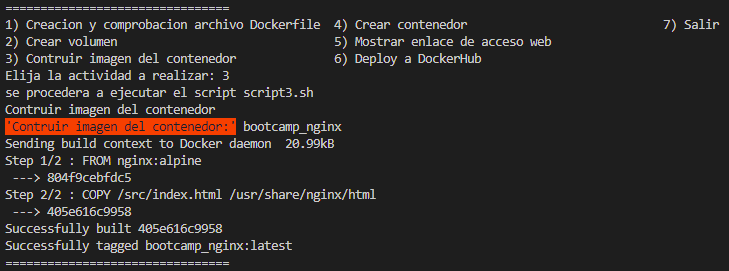 ================================
1) Creacion y comprobacion archivo Dockerfile  4) Crear contenedor  7) Salir
2) Crear volumen  5) Mostrar enlace de acceso web
3) Contruir imagen del contenedor  6) Deploy a DockerHub
Elija la actividad a realizar: 3
se procedera a ejecutar el script script3.sh
Contruir imagen del contenedor
'Contruir imagen del contenedor:' bootcamp_nginx
Sending build context to Docker daemon  20.99kB
Step 1/2 : FROM nginx:alpine
 ---> 804f9cebfdc5
Step 2/2 : COPY /src/index.html /usr/share/nginx/html
 ---> 405e616c9958
Successfully built 405e616c9958
Successfully tagged bootcamp_nginx:latest
================================